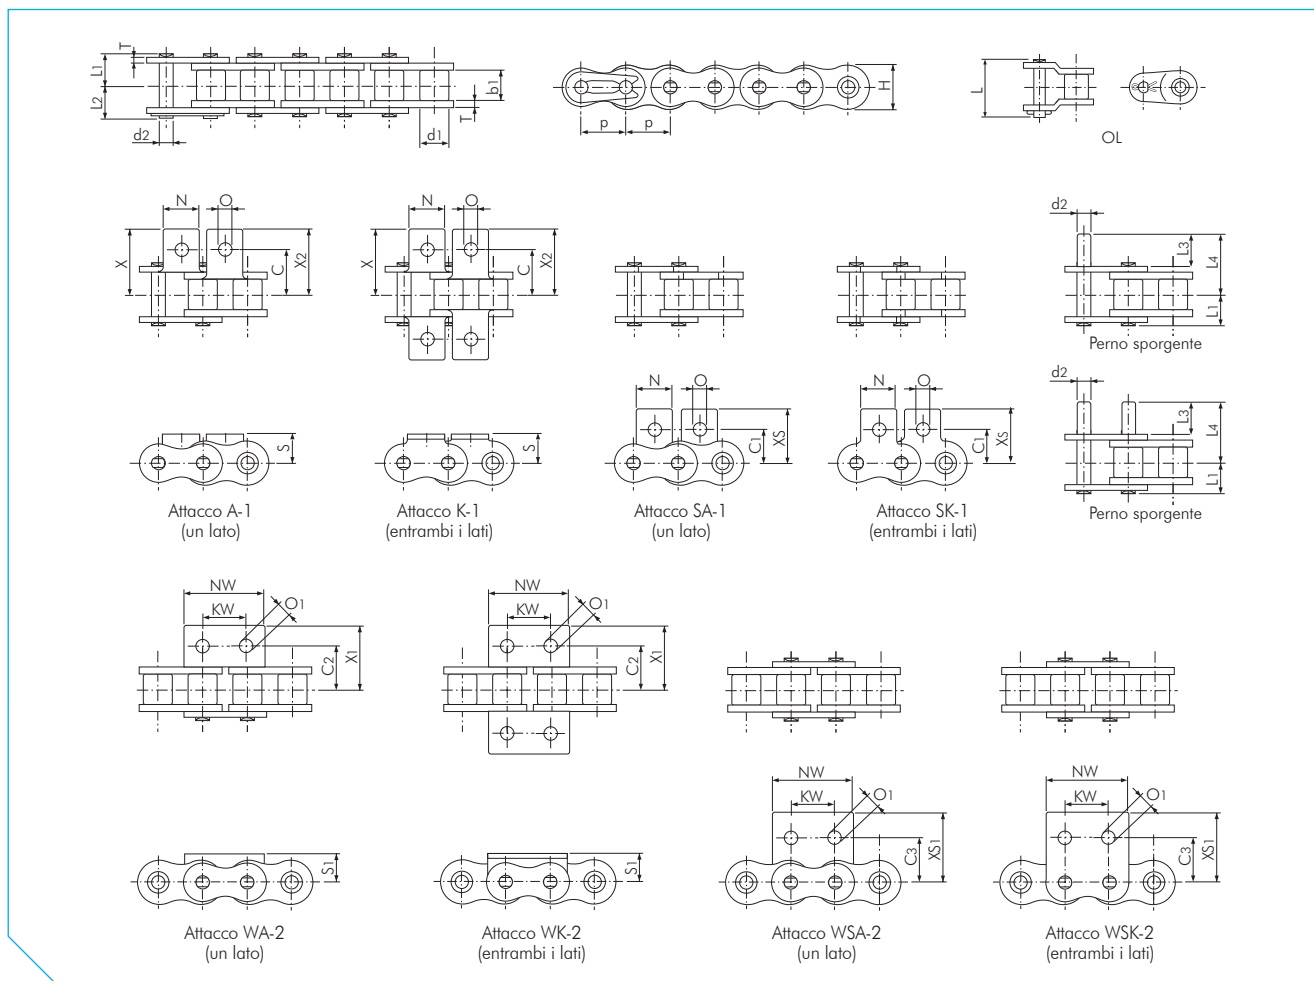 T
L1
L2
d2
b1
T
d1
p
p
H
L
OL
N
O
X
C
X2
N
O
X
C
X2
d2
L3
L4
L1
Perno sporgente
S
S
N
O
C1
XS
N
O
C1
XS
d2
L3
L4
L1
Perno sporgente
Attacco A-1
(un lato)
Attacco K-1
(entrambi i lati)
Attacco SA-1
(un lato)
Attacco SK-1
(entrambi i lati)
NW
KW
O1
C2
X1
NW
KW
O1
C2
X1
S1
S1
NW
KW
O1
C3
XS1
NW
KW
O1
C3
XS1
Attacco WA-2
(un lato)
Attacco WK-2
(entrambi i lati)
Attacco WSA-2
(un lato)
Attacco WSK-2
(entrambi i lati)